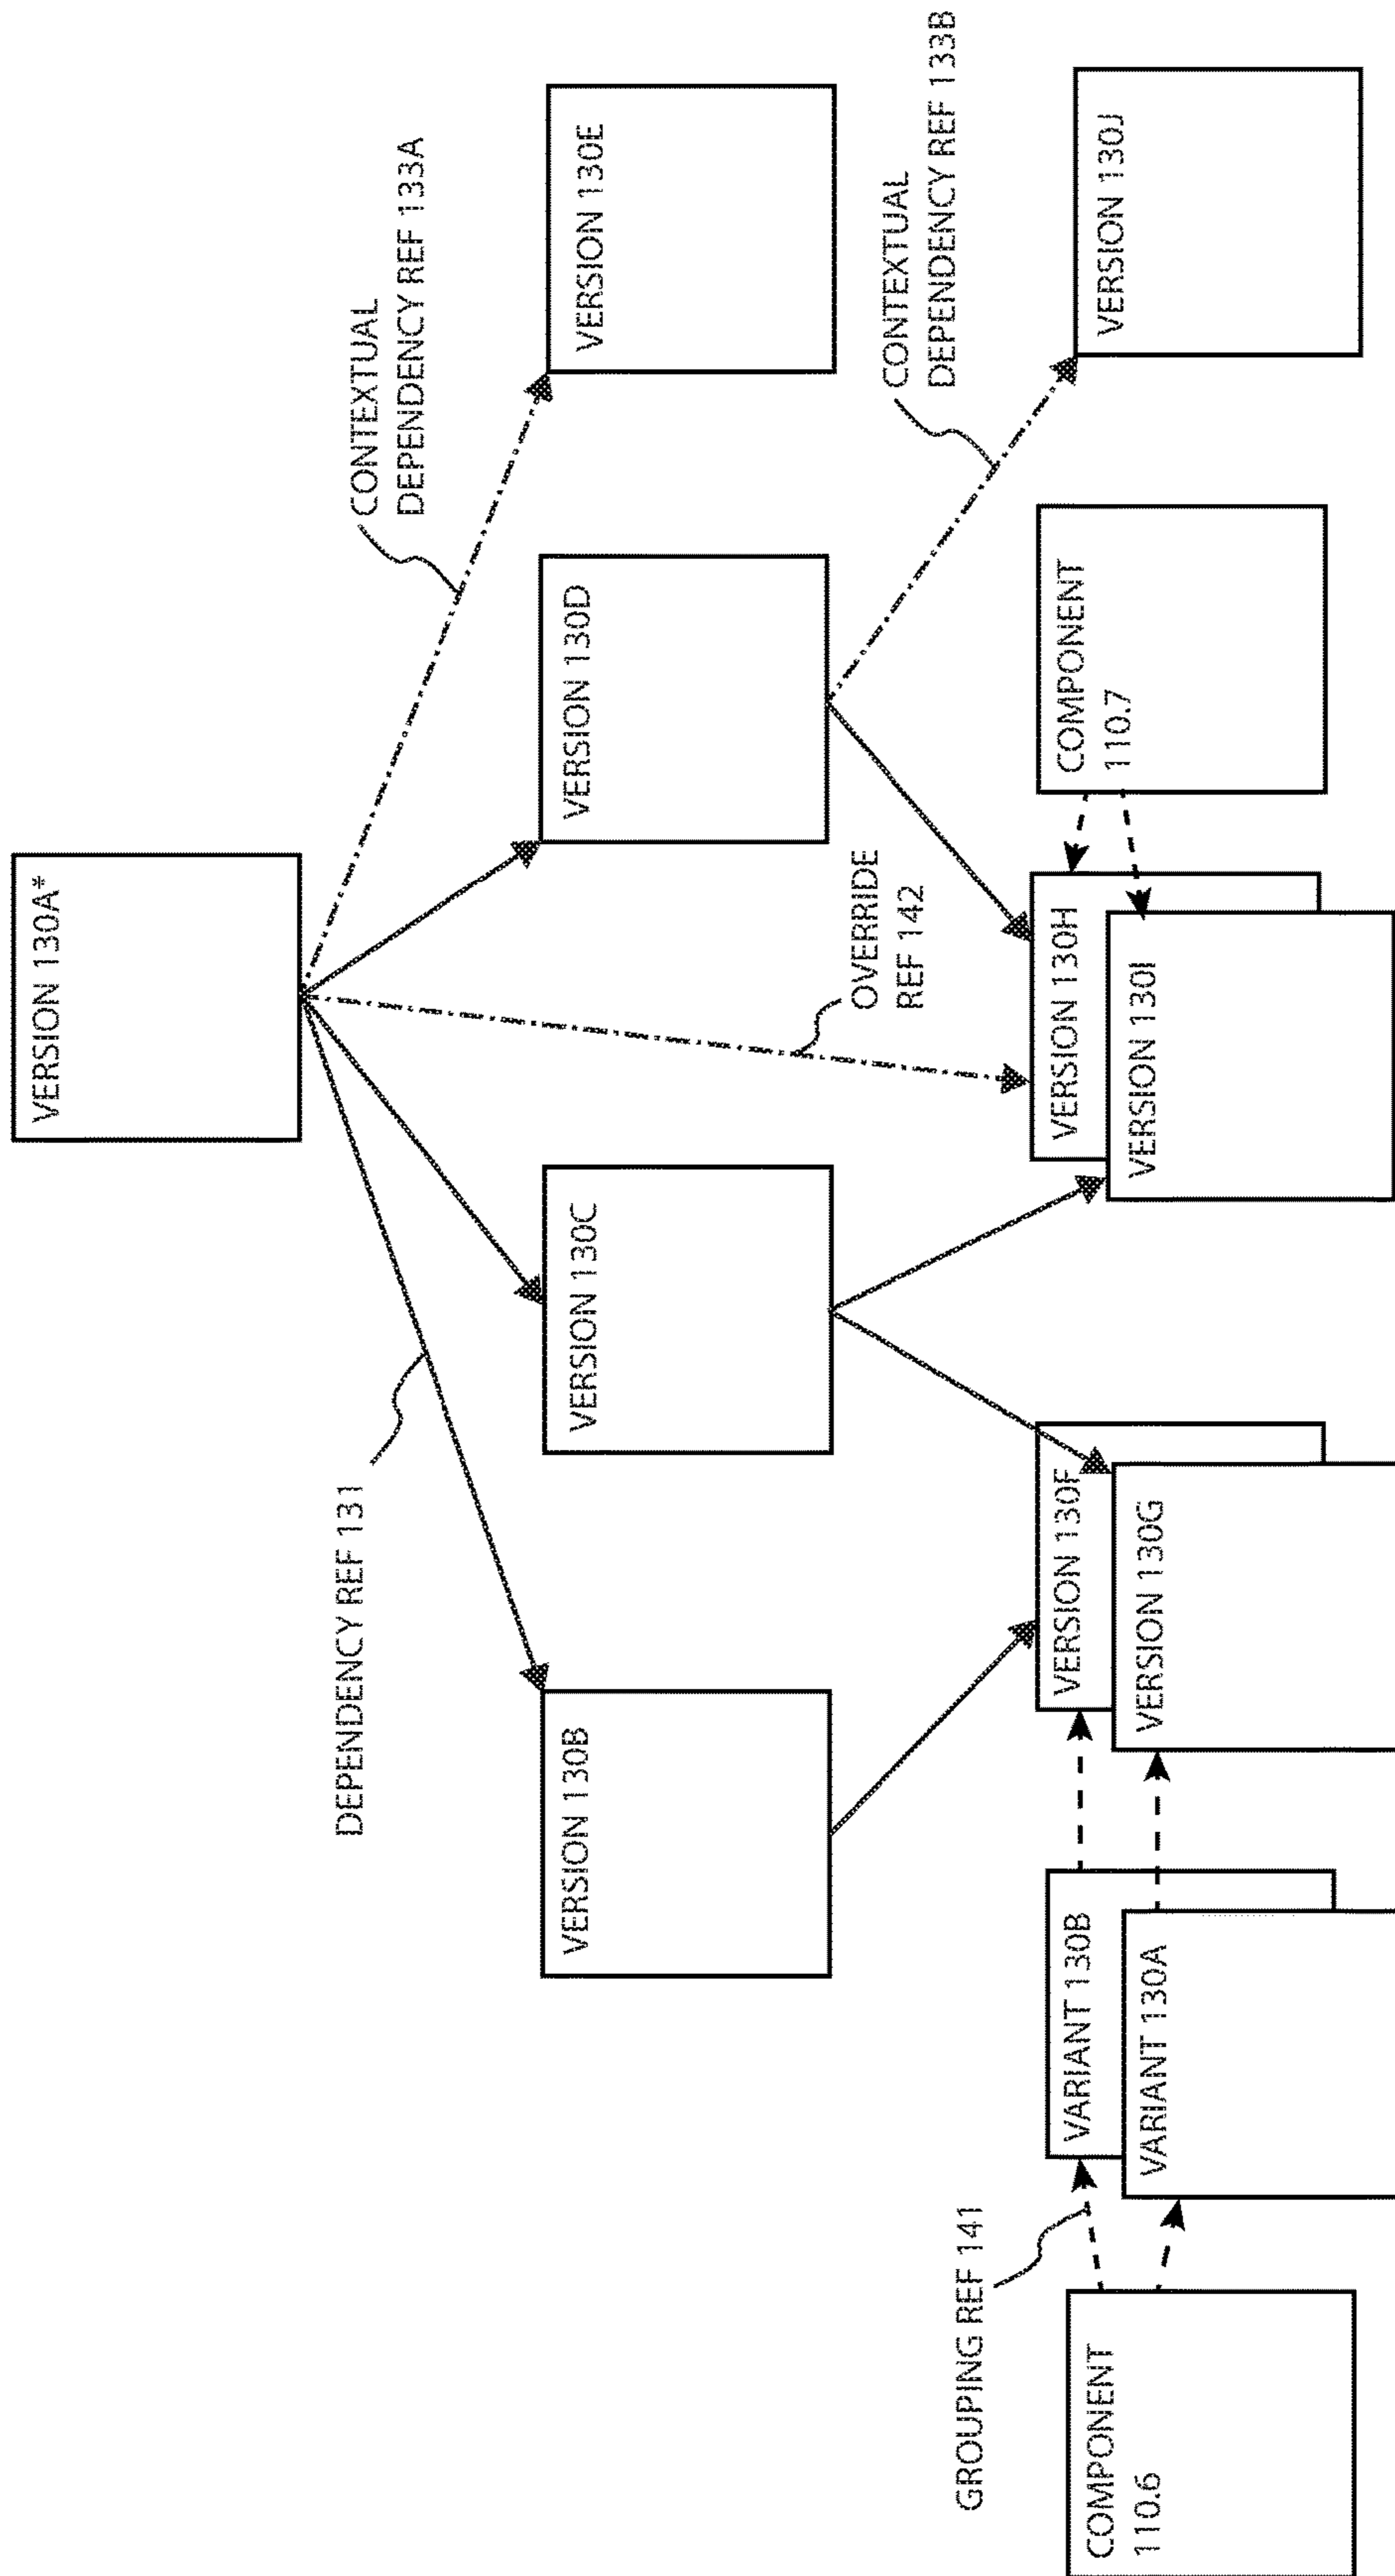 VERSION 130A*
CONTEXTUAL
DEPENDENCY REF 133A
DEPENDENCY REF 131
VERSION 130B
VERSION 130C
VERSION 130D
VERSION 130E
OVERRIDE
REF 142
CONTEXTUAL
DEPENDENCY REF 133B
GROUPING REF 141
COMPONENT
110.6
VARIANT 130B
VARIANT 130A
VERSION 130F
VERSION 130G
VERSION 130H
VERSION 130I
COMPONENT
110.7
VERSION 130J